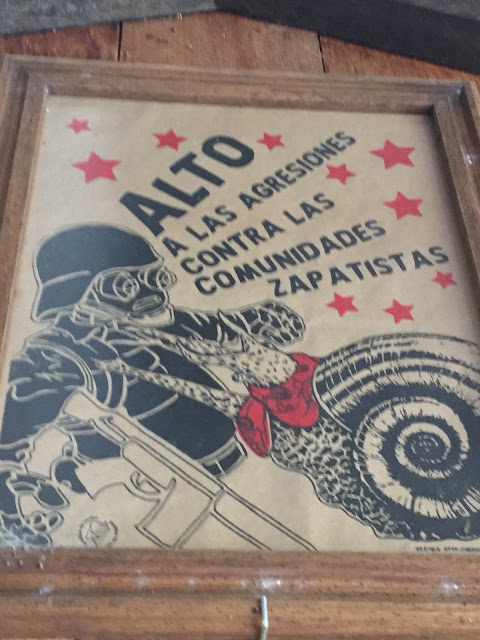 ALTO
A LAS AGRESIONES
CONTRA LAS
COMUNIDADES
ZAPATISTAS